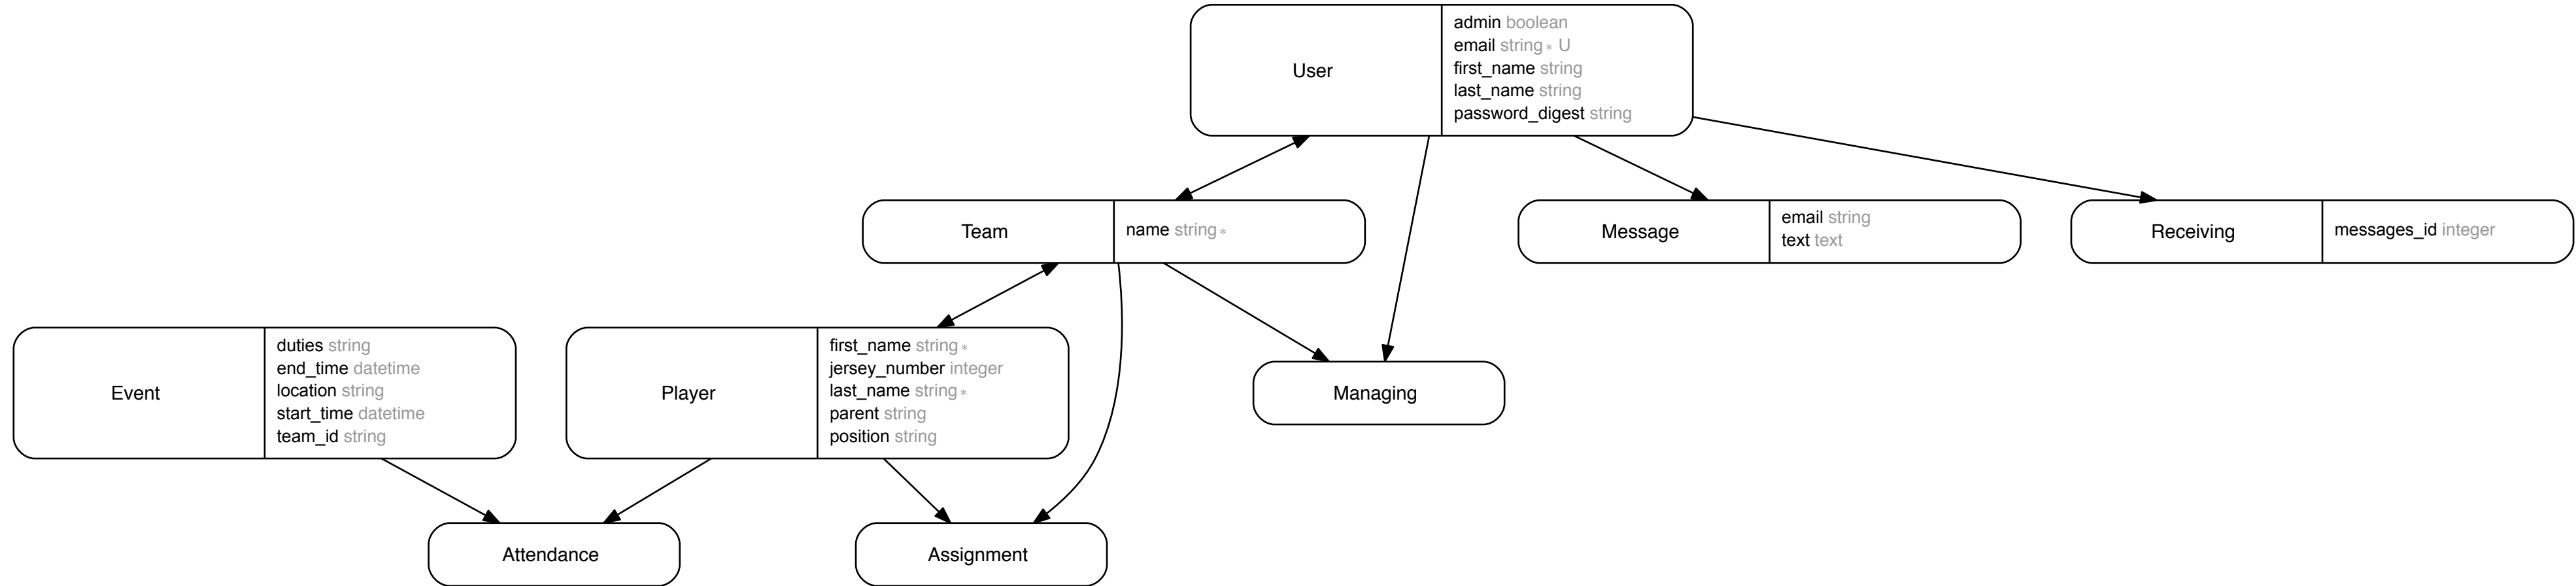 User
admin boolean
email string* U
first_name string
last_name string
password_digest string
Team
name string*
Message
email string
text text
Receiving
messages_id integer
Event
duties string
end_time datetime
location string
start_time datetime
team_id string
Player
first_name string*
jersey_number integer
last_name string*
parent string
position string
Managing
Attendance
Assignment